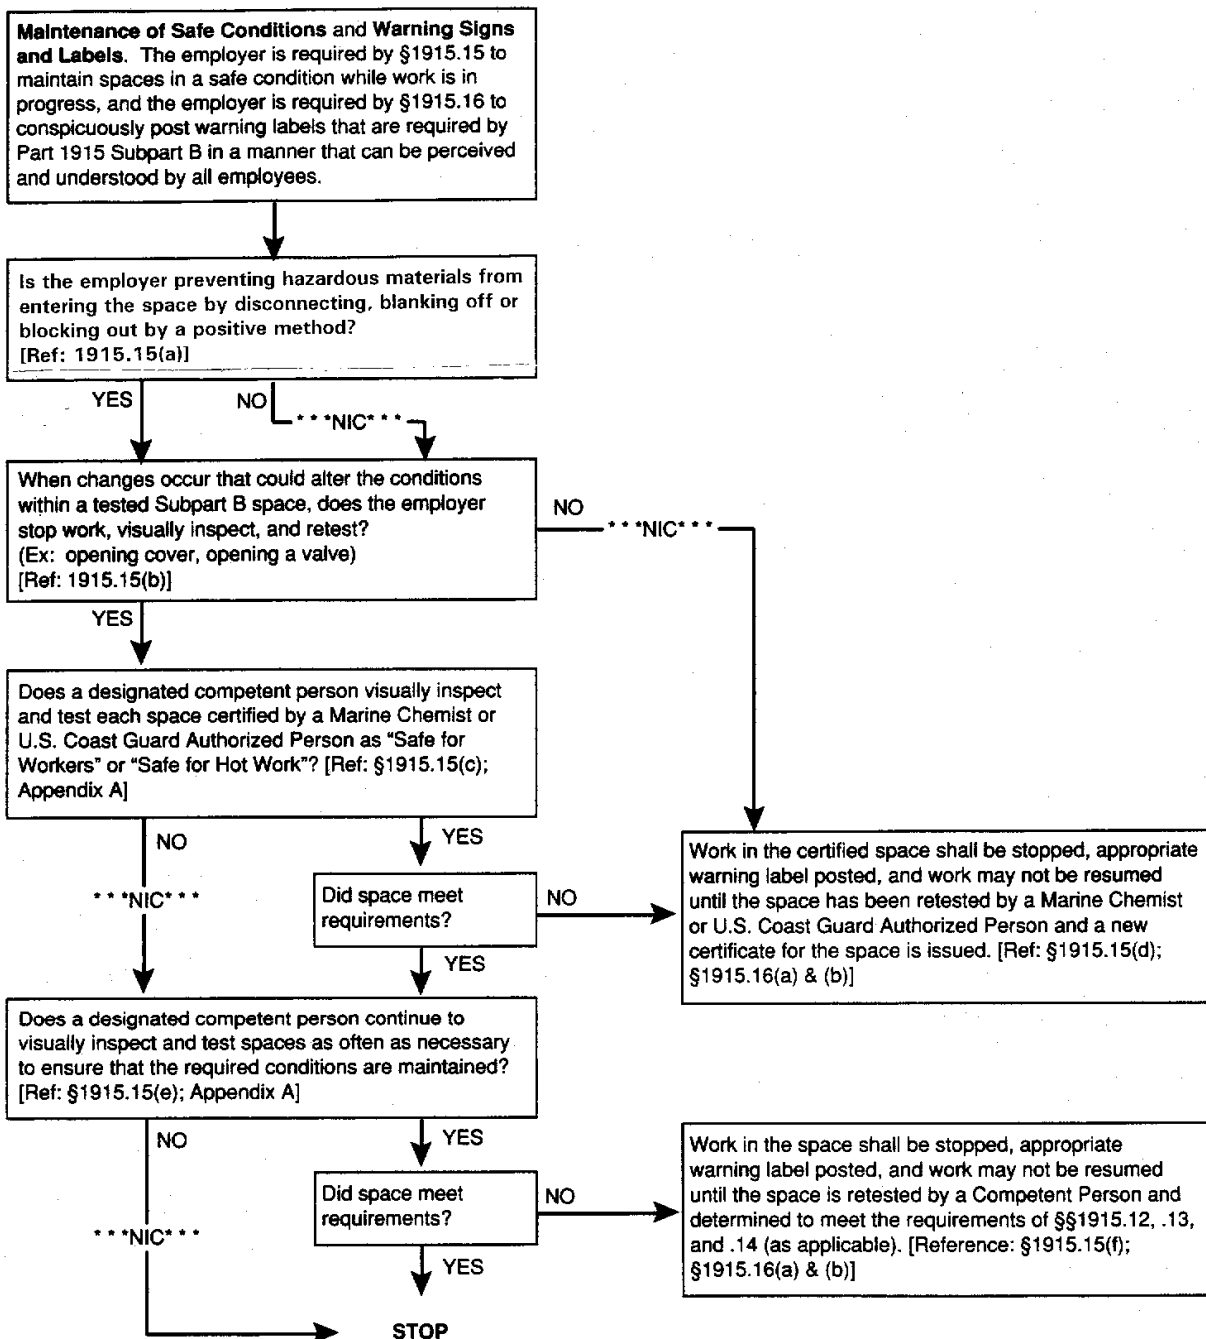 Maintenance of Safe Conditions and Warning Signs
and Labels. The employer is required by §1915.15 to
maintain spaces in a safe condition while work is in
progress, and the employer is required by §1915.16 to
conspicuously post warning labels that are required by
Part 1915 Subpart B in a manner that can be perceived
and understood by all employees.
Is the employer preventing hazardous materials from
entering the space by disconnecting, blanking off or
blocking out by a positive method?
[Ref: 1915.15(a)]
YES
NO
***NIC***
When changes occur that could alter the conditions
within a tested Subpart B space, does the employer
stop work, visually inspect, and retest?
(Ex: opening cover, opening a valve)
[Ref: 1915.15(b)]
NO
***NIC***
YES
Does a designated competent person visually inspect
and test each space certified by a Marine Chemist or
U.S. Coast Guard Authorized Person as "Safe for
Workers" or "Safe for Hot Work"? [Ref: §1915.15(c);
Appendix A]
NO
YES
***NIC***
Did space meet
requirements?
NO
Work in the certified space shall be stopped, appropriate
warning label posted, and work may not be resumed
until the space has been retested by a Marine Chemist
or U.S. Coast Guard Authorized Person and a new
certificate for the space is issued. [Ref: §1915.15(d);
§1915.16(a) & (b)]
YES
Does a designated competent person continue to
visually inspect and test spaces as often as necessary
to ensure that the required conditions are maintained?
[Ref: §1915.15(e); Appendix A]
NO
YES
***NIC***
Did space meet
requirements?
NO
Work in the space shall be stopped, appropriate
warning label posted, and work may not be resumed
until the space is retested by a Competent Person and
determined to meet the requirements of §§1915.12, .13,
and .14 (as applicable). [Reference: §1915.15(f);
§1915.16(a) & (b)]
YES
STOP